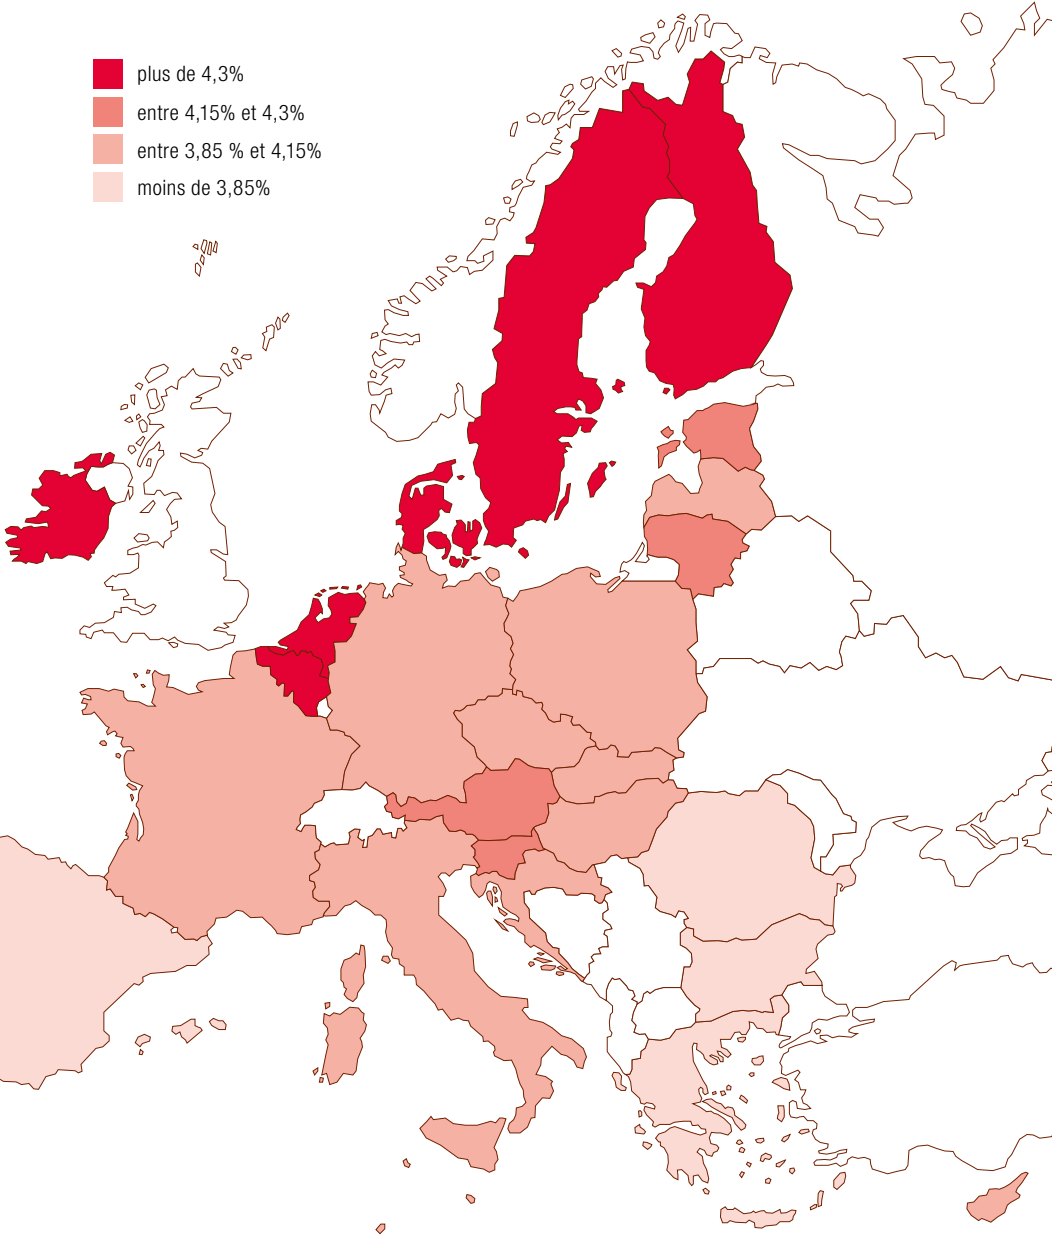 plus de 4,3%
entre 4,15% et 4,3%
entre 3,85 % et 4,15%
moins de 3,85%